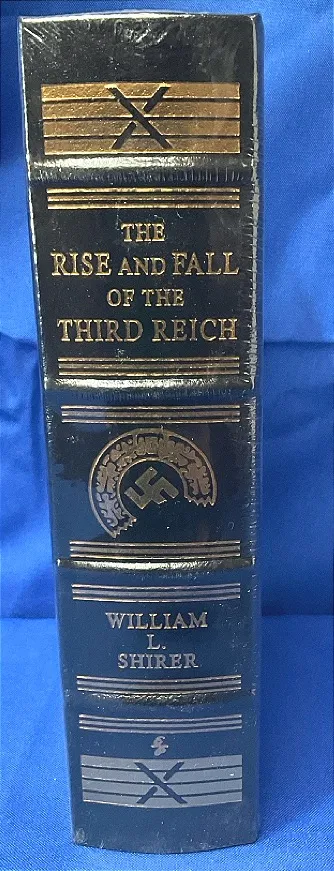 THE
RISE AND FALL
OF THE
THIRD REICH
WILLIAM
L.
SHIRER